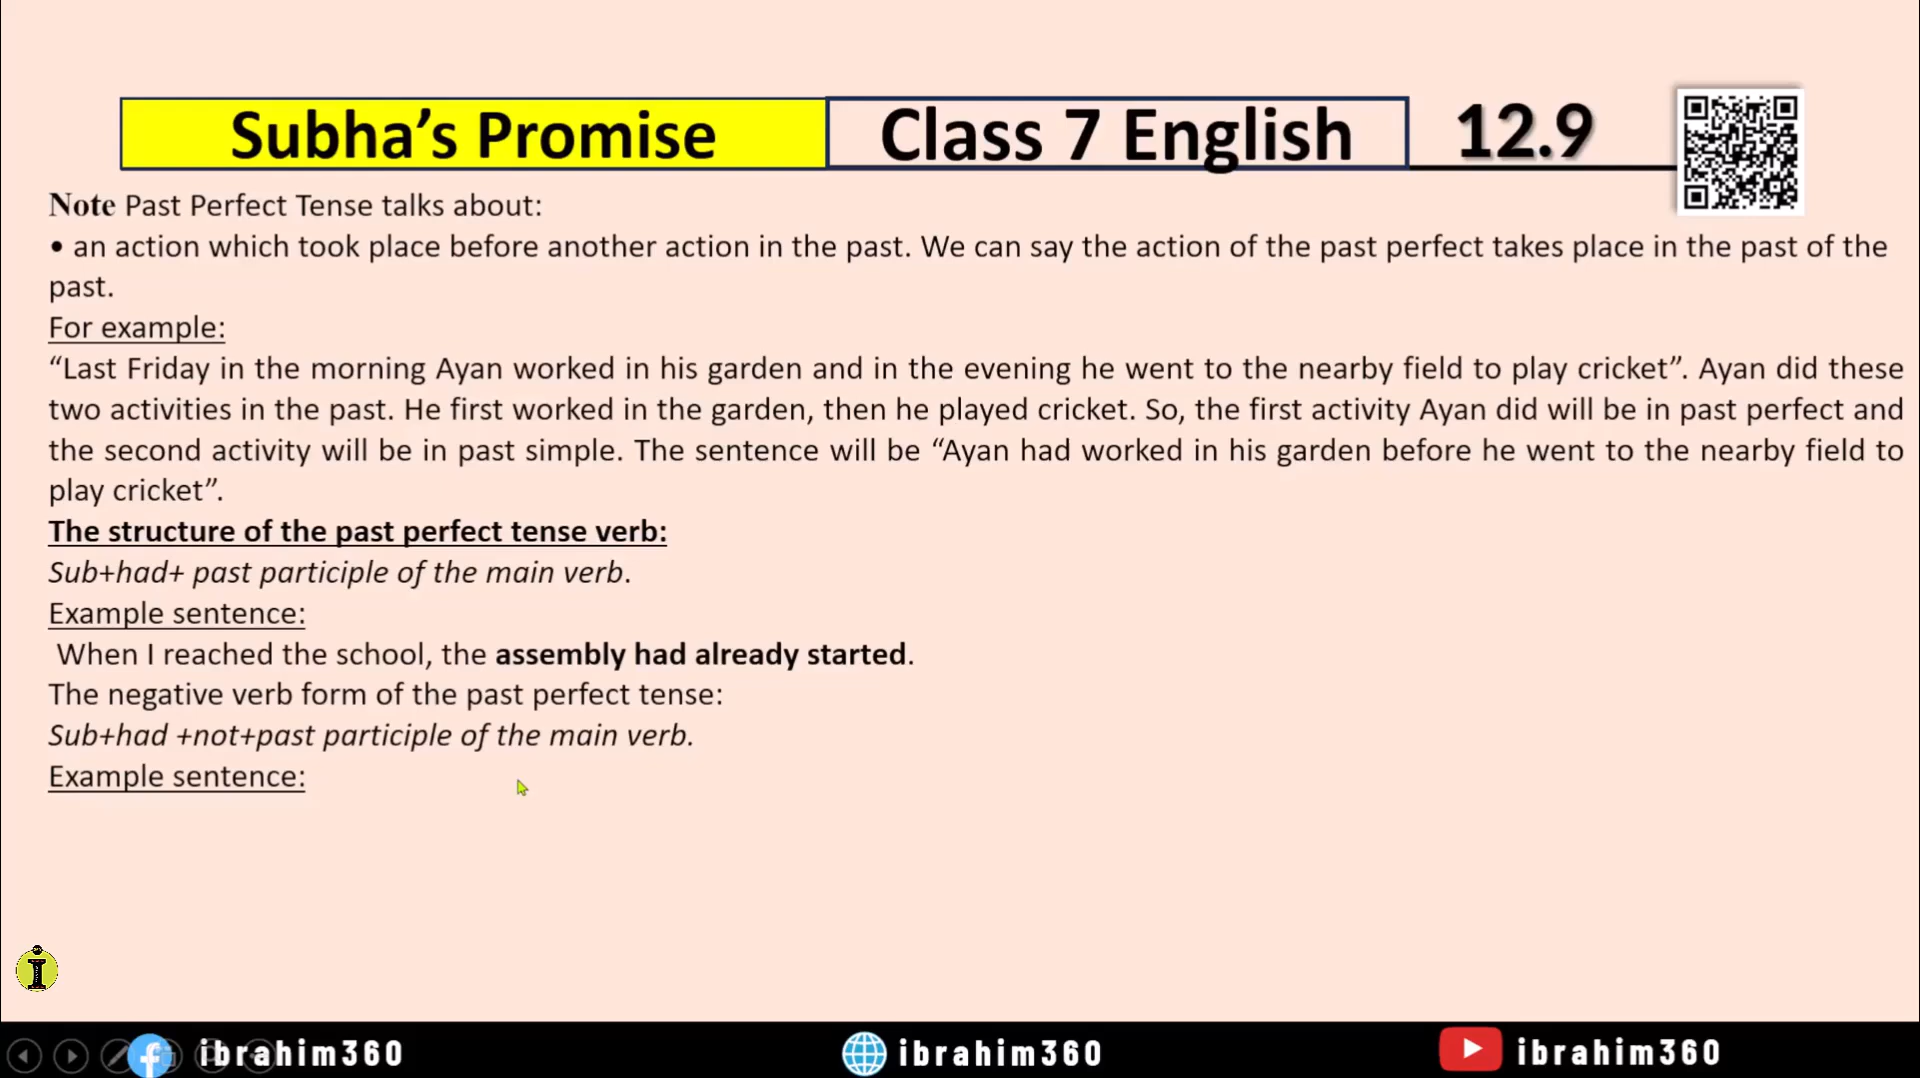 Subha’s Promise
Class 7 English
12.9
Note Past Perfect Tense talks about:
• an action which took place before another action in the past. We can say the action of the past perfect takes place in the past of the
past.
For example:
“Last Friday in the morning Ayan worked in his garden and in the evening he went to the nearby field to play cricket”. Ayan did these
two activities in the past. He first worked in the garden, then he played cricket. So, the first activity Ayan did will be in past perfect and
the second activity will be in past simple. The sentence will be “Ayan had worked in his garden before he went to the nearby field to
play cricket”.
The structure of the past perfect tense verb:
Sub+had+ past participle of the main verb.
Example sentence:
When I reached the school, the assembly had already started.
The negative verb form of the past perfect tense:
Sub+had +not+past participle of the main verb.
Example sentence:
ibrahim360
ibrahim360
ibrahim360